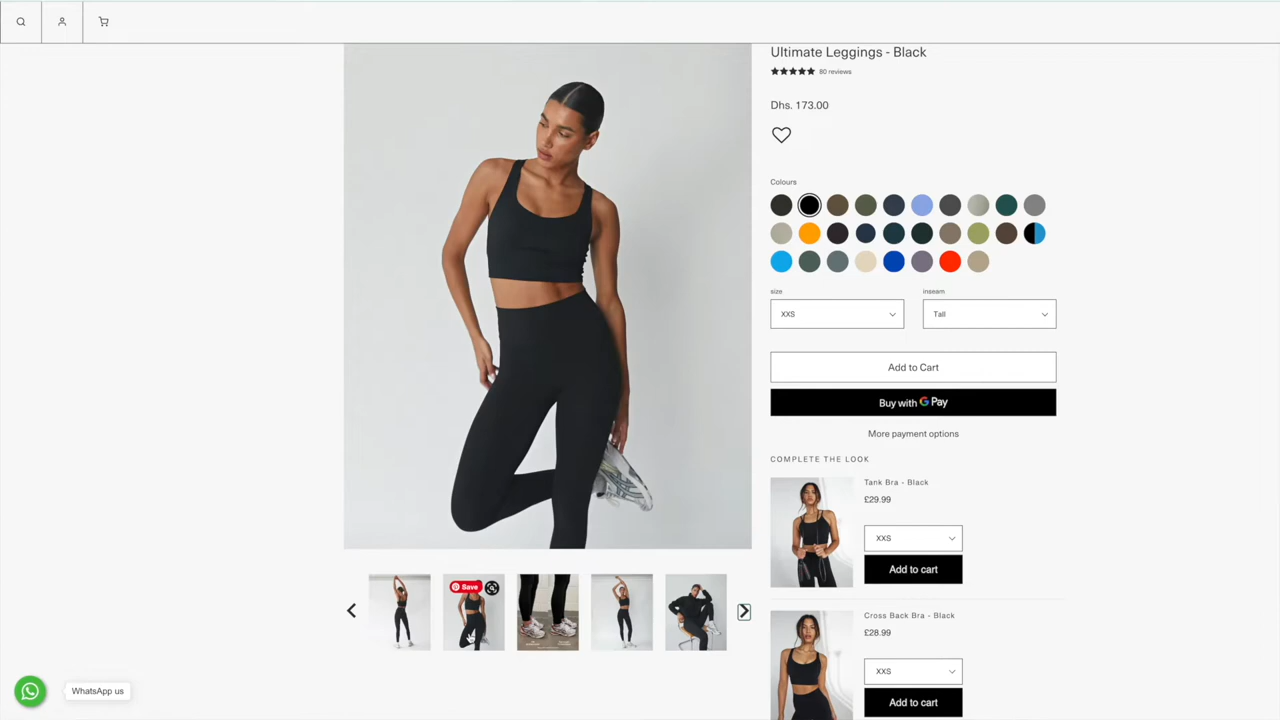 Ultimate Leggings - Black
80 reviews
Dhs. 173.00
Colours
size
inseam
XXS
Tall
Add to Cart
Buy with G Pay
More payment options
COMPLETE THE LOOK
Tank Bra - Black
£29.99
XXS
Add to cart
Cross Back Bra - Black
£28.99
XXS
Add to cart
Save
WhatsApp us